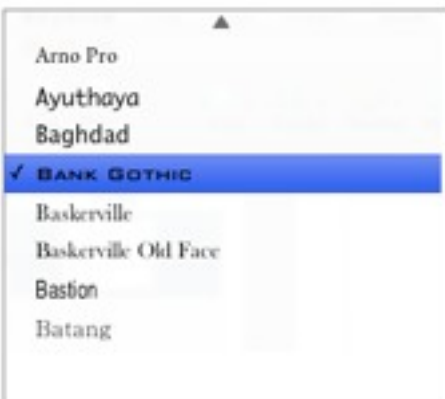 Arno Pro
Ayuthaya
Baghdad
✓ BANK GOTHIC
Baskerville
Baskerville Old Face
Bastion
Batang